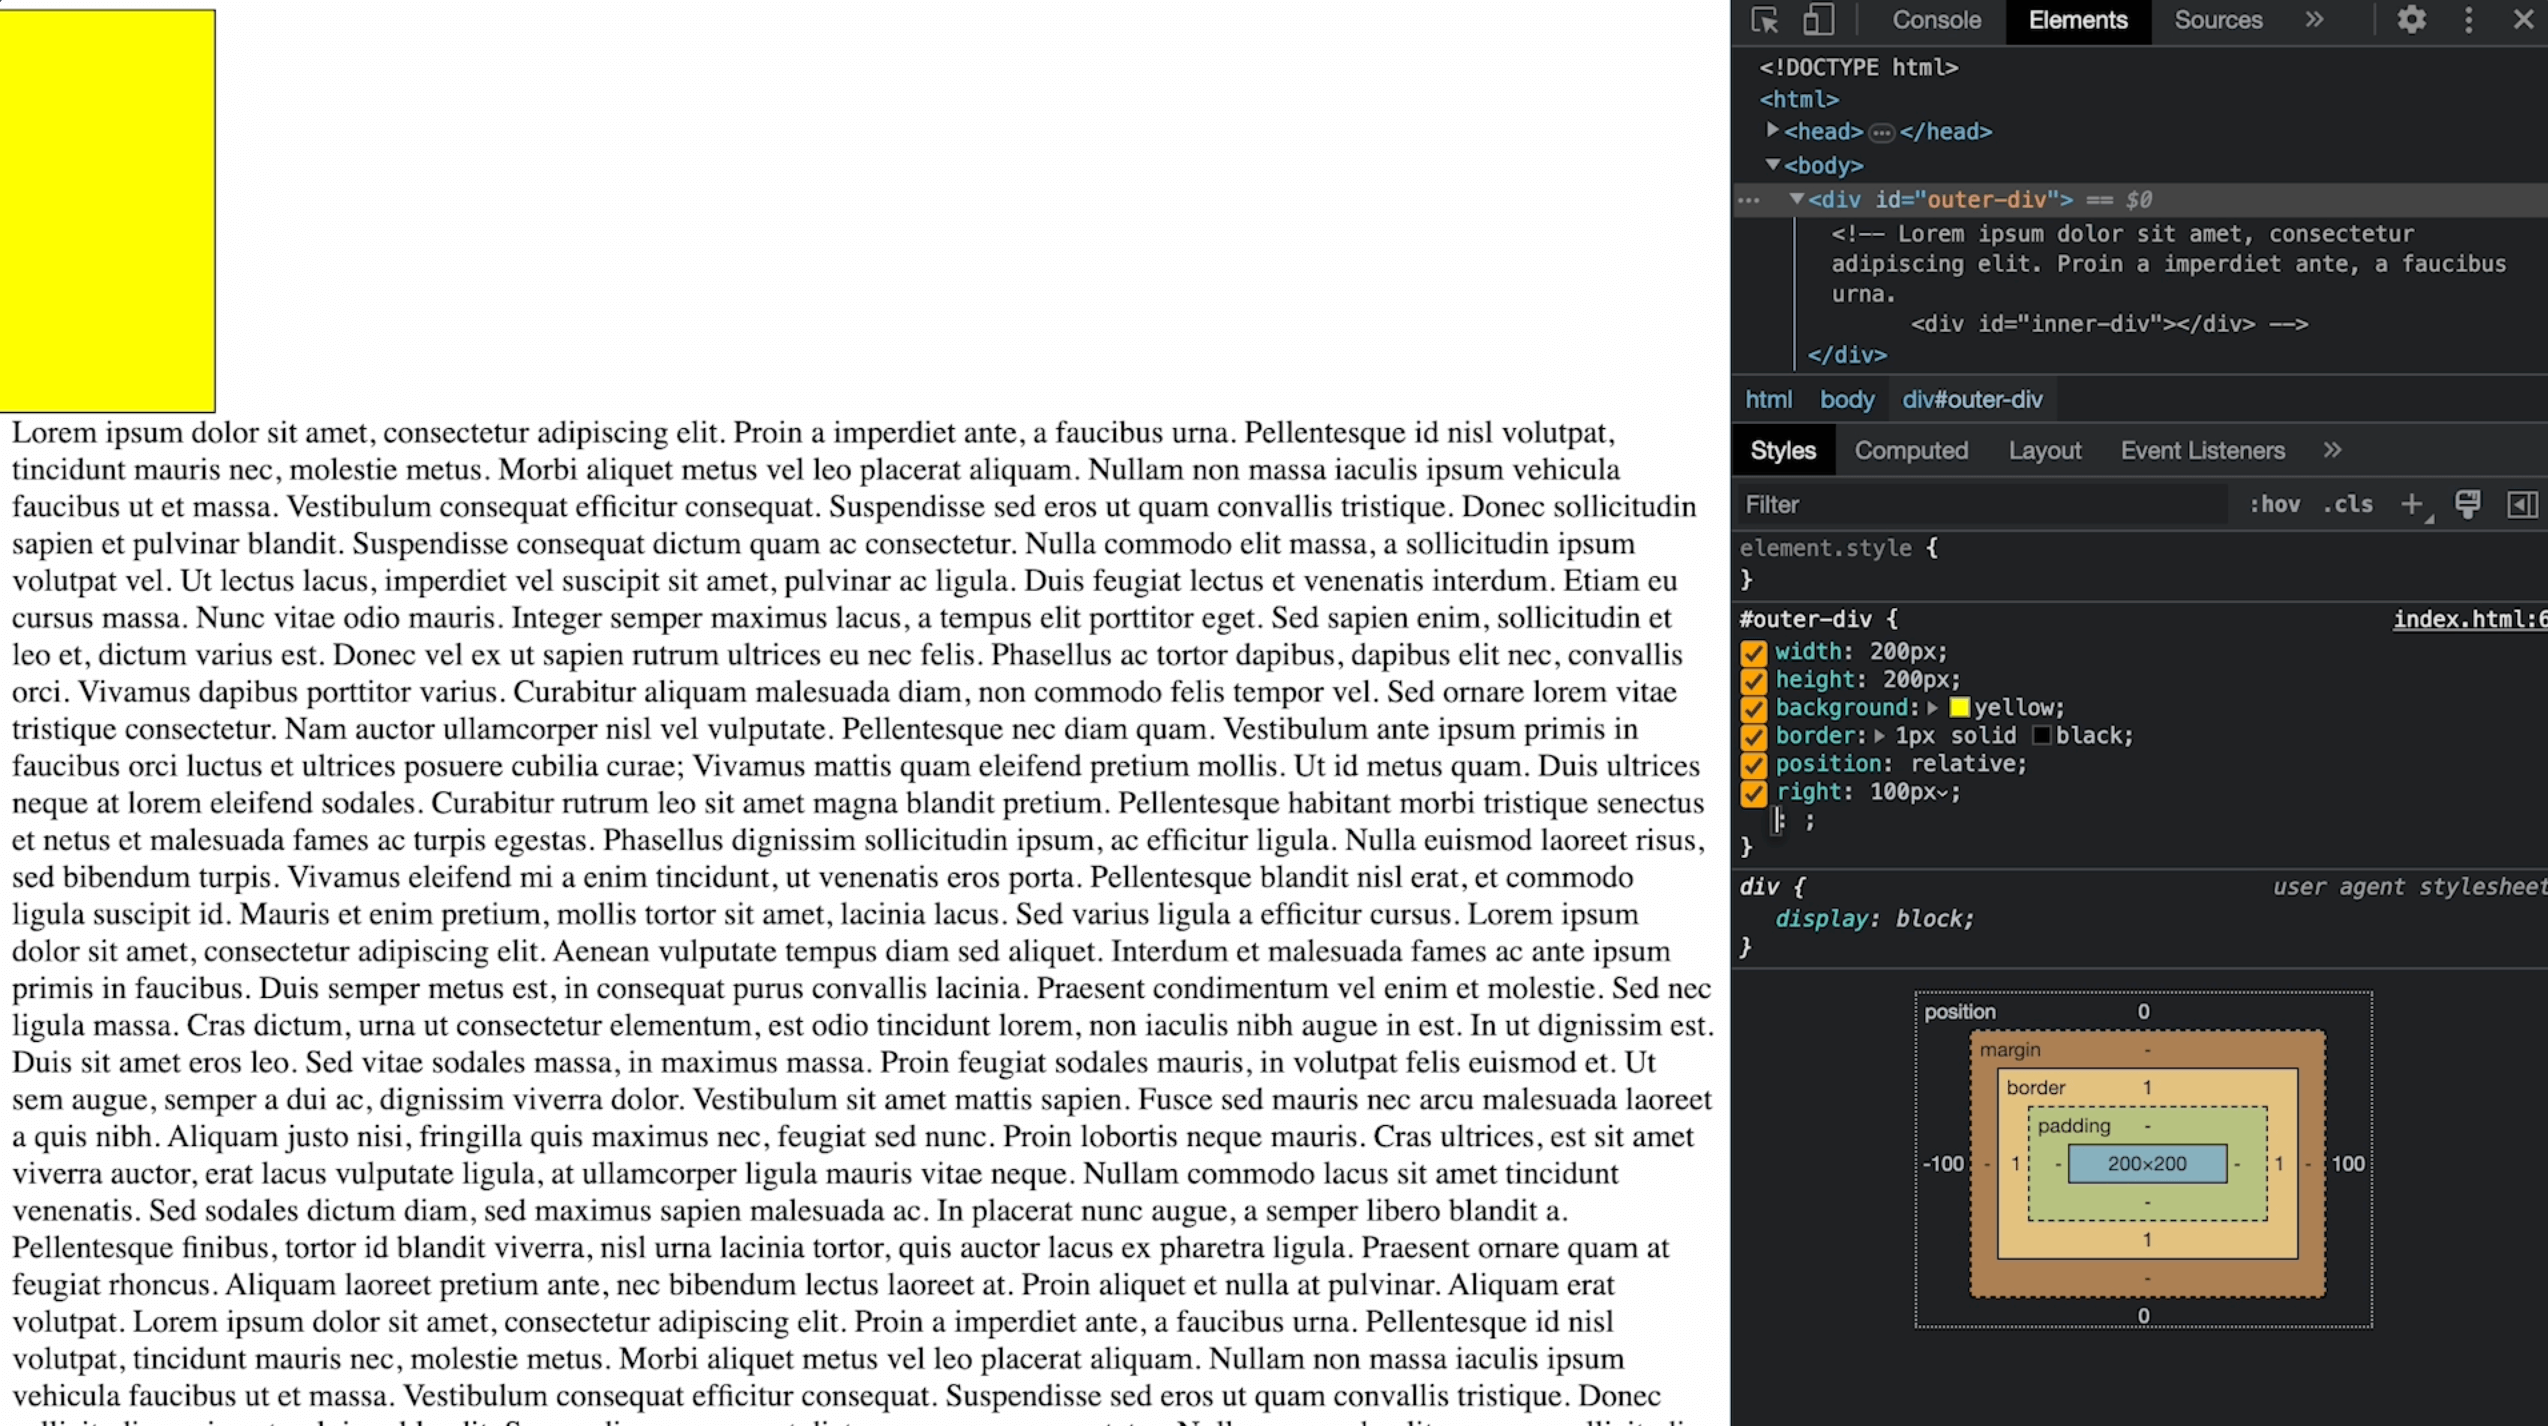 Lorem ipsum dolor sit amet, consectetur adipiscing elit. Proin a imperdiet ante, a faucibus urna. Pellentesque id nisl volutpat,
tincidunt mauris nec, molestie metus. Morbi aliquet metus vel leo placerat aliquam. Nullam non massa iaculis ipsum vehicula
faucibus ut et massa. Vestibulum consequat efficitur consequat. Suspendisse sed eros ut quam convallis tristique. Donec sollicitudin
sapien et pulvinar blandit. Suspendisse consequat dictum quam ac consectetur. Nulla commodo elit massa, a sollicitudin ipsum
volutpat vel. Ut lectus lacus, imperdiet vel suscipit sit amet, pulvinar ac ligula. Duis feugiat lectus et venenatis interdum. Etiam eu
cursus massa. Nunc vitae odio mauris. Integer semper maximus lacus, a tempus elit porttitor eget. Sed sapien enim, sollicitudin et
leo et, dictum varius est. Donec vel ex ut sapien rutrum ultrices eu nec felis. Phasellus ac tortor dapibus, dapibus elit nec, convallis
orci. Vivamus dapibus porttitor varius. Curabitur aliquam malesuada diam, non commodo felis tempor vel. Sed ornare lorem vitae
tristique consectetur. Nam auctor ullamcorper nisl vel vulputate. Pellentesque nec diam quam. Vestibulum ante ipsum primis in
faucibus orci luctus et ultrices posuere cubilia curae; Vivamus mattis quam eleifend pretium mollis. Ut id metus quam. Duis ultrices
neque at lorem eleifend sodales. Curabitur rutrum leo sit amet magna blandit pretium. Pellentesque habitant morbi tristique senectus
et netus et malesuada fames ac turpis egestas. Phasellus dignissim sollicitudin ipsum, ac efficitur ligula. Nulla euismod laoreet risus,
sed bibendum turpis. Vivamus eleifend mi a enim tincidunt, ut venenatis eros porta. Pellentesque blandit nisl erat, et commodo
ligula suscipit id. Mauris et enim pretium, mollis tortor sit amet, lacinia lacus. Sed varius ligula a efficitur cursus. Lorem ipsum
dolor sit amet, consectetur adipiscing elit. Aenean vulputate tempus diam sed aliquet. Interdum et malesuada fames ac ante ipsum
primis in faucibus. Duis semper metus est, in consequat purus convallis lacinia. Praesent condimentum vel enim et molestie. Sed nec
ligula massa. Cras dictum, urna ut consectetur elementum, est odio tincidunt lorem, non iaculis nibh augue in est. In ut dignissim est.
Duis sit amet eros leo. Sed vitae sodales massa, in maximus massa. Proin feugiat sodales mauris, in volutpat felis euismod et. Ut
sem augue, semper a dui ac, dignissim viverra dolor. Vestibulum sit amet mattis sapien. Fusce sed mauris nec arcu malesuada laoreet
a quis nibh. Aliquam justo nisi, fringilla quis maximus nec, feugiat sed nunc. Proin lobortis neque mauris. Cras ultrices, est sit amet
viverra auctor, erat lacus vulputate ligula, at ullamcorper ligula mauris vitae neque. Nullam commodo lacus sit amet tincidunt
venenatis. Sed sodales dictum diam, sed maximus sapien malesuada ac. In placerat nunc augue, a semper libero blandit a.
Pellentesque finibus, tortor id blandit viverra, nisl urna lacinia tortor, quis auctor lacus ex pharetra ligula. Praesent ornare quam at
feugiat rhoncus. Aliquam laoreet pretium ante, nec bibendum lectus laoreet at. Proin aliquet et nulla at pulvinar. Aliquam erat
volutpat. Lorem ipsum dolor sit amet, consectetur adipiscing elit. Proin a imperdiet ante, a faucibus urna. Pellentesque id nisl
volutpat, tincidunt mauris nec, molestie metus. Morbi aliquet metus vel leo placerat aliquam. Nullam non massa iaculis ipsum
vehicula faucibus ut et massa. Vestibulum consequat efficitur consequat. Suspendisse sed eros ut quam convallis tristique. Donec
Console Elements Sources »
<!DOCTYPE html>
<html>
<head> … </head>
<body>
… <div id="outer-div"> == $0
<!-- Lorem ipsum dolor sit amet, consectetur
adipiscing elit. Proin a imperdiet ante, a faucibus
urna.
<div id="inner-div"></div> -->
</div>
html body div#outer-div
Styles Computed Layout Event Listeners »
Filter :hov .cls +
element.style {
}
#outer-div { index.html:6
width: 200px;
height: 200px;
background: yellow;
border: 1px solid black;
position: relative;
right: 100px;
: ;
}
div { user agent stylesheet
display: block;
}
position 0
margin -
border 1
padding -
-100 - 1 - 200×200 - 1 - 100
-
1
-
0